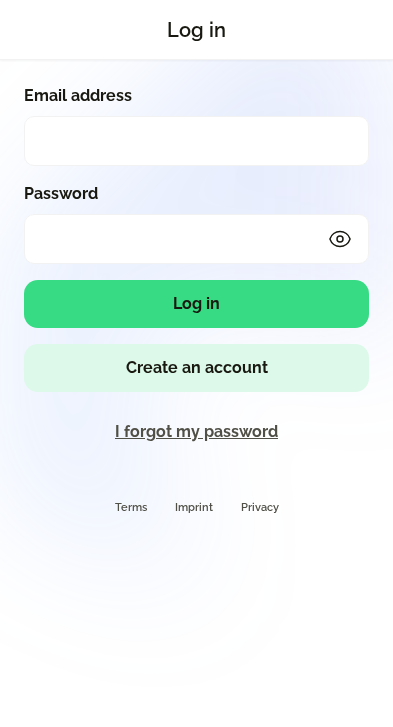 Log in
Email address
Password
Log in
Create an account
I forgot my password
Terms Imprint Privacy